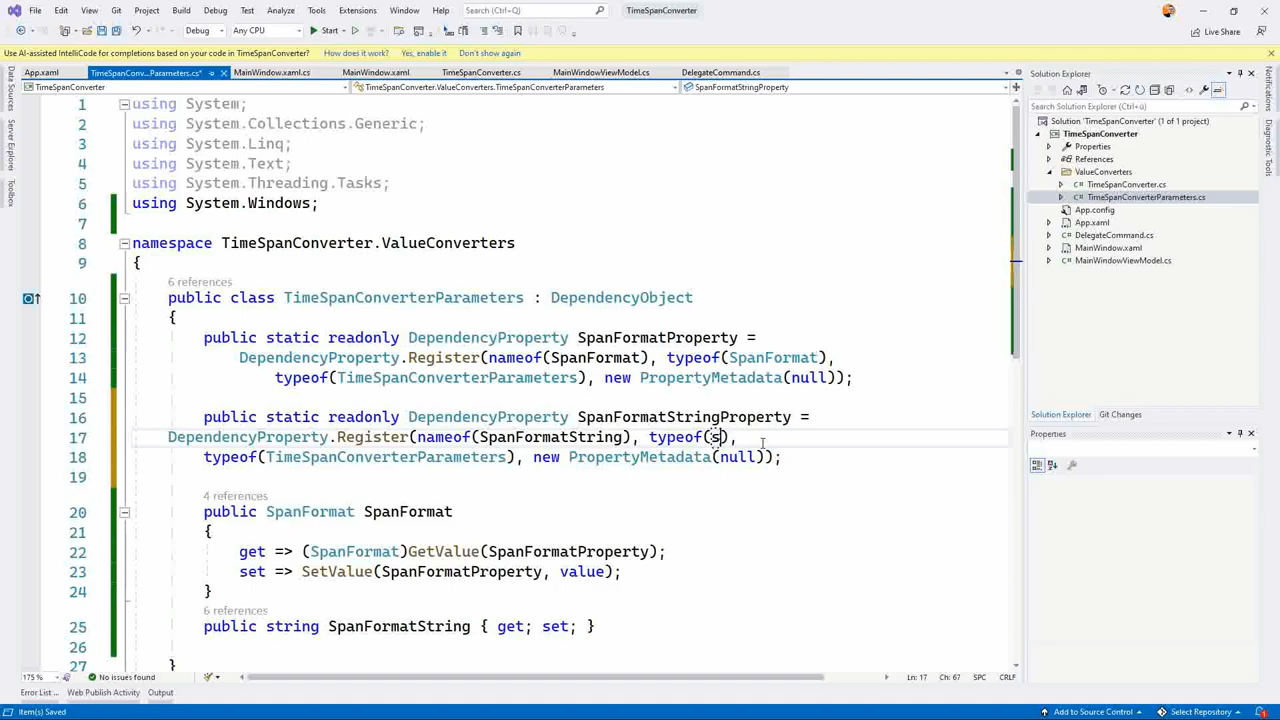 File Edit View Git Project Build Debug Test Analyze Tools Extensions Window Help Search (Ctrl+Q) TimeSpanConverter
Debug Any CPU Start Live Share
Use AI-assisted IntelliCode for completions based on your code in TimeSpanConverter. How does it work? Yes, enable it Don't show again
App.xaml TimeSpanConv...Parameters.cs* MainWindow.xaml.cs MainWindow.xaml TimeSpanConverter.cs MainWindowViewModel.cs DelegateCommand.cs
TimeSpanConverter TimeSpanConverter.ValueConverters.TimeSpanConverterParameters SpanFormatStringProperty
Data Sources
Server Explorer
Toolbox
1 using System;
2 using System.Collections.Generic;
3 using System.Linq;
4 using System.Text;
5 using System.Threading.Tasks;
6 using System.Windows;
7
8 namespace TimeSpanConverter.ValueConverters
9 {
6 references
10 public class TimeSpanConverterParameters : DependencyObject
11 {
12 public static readonly DependencyProperty SpanFormatProperty =
13 DependencyProperty.Register(nameof(SpanFormat), typeof(SpanFormat),
14 typeof(TimeSpanConverterParameters), new PropertyMetadata(null));
15
16 public static readonly DependencyProperty SpanFormatStringProperty =
17 DependencyProperty.Register(nameof(SpanFormatString), typeof(s),
18 typeof(TimeSpanConverterParameters), new PropertyMetadata(null));
19
4 references
20 public SpanFormat SpanFormat
21 {
22 get => (SpanFormat)GetValue(SpanFormatProperty);
23 set => SetValue(SpanFormatProperty, value);
24 }
6 references
25 public string SpanFormatString { get; set; }
26
27 }
175 % No issues found Ln: 17 Ch: 67 SPC CRLF
Error List ... Web Publish Activity Output
Item(s) Saved Add to Source Control Select Repository
Solution Explorer
Search Solution Explorer (Ctrl+ü)
Solution 'TimeSpanConverter' (1 of 1 project)
TimeSpanConverter
Properties
References
ValueConverters
C# TimeSpanConverter.cs
C# TimeSpanConverterParameters.cs
App.config
App.xaml
C# DelegateCommand.cs
MainWindow.xaml
C# MainWindowViewModel.cs
Solution Explorer Git Changes
Properties
Notifications
Diagnostic Tools